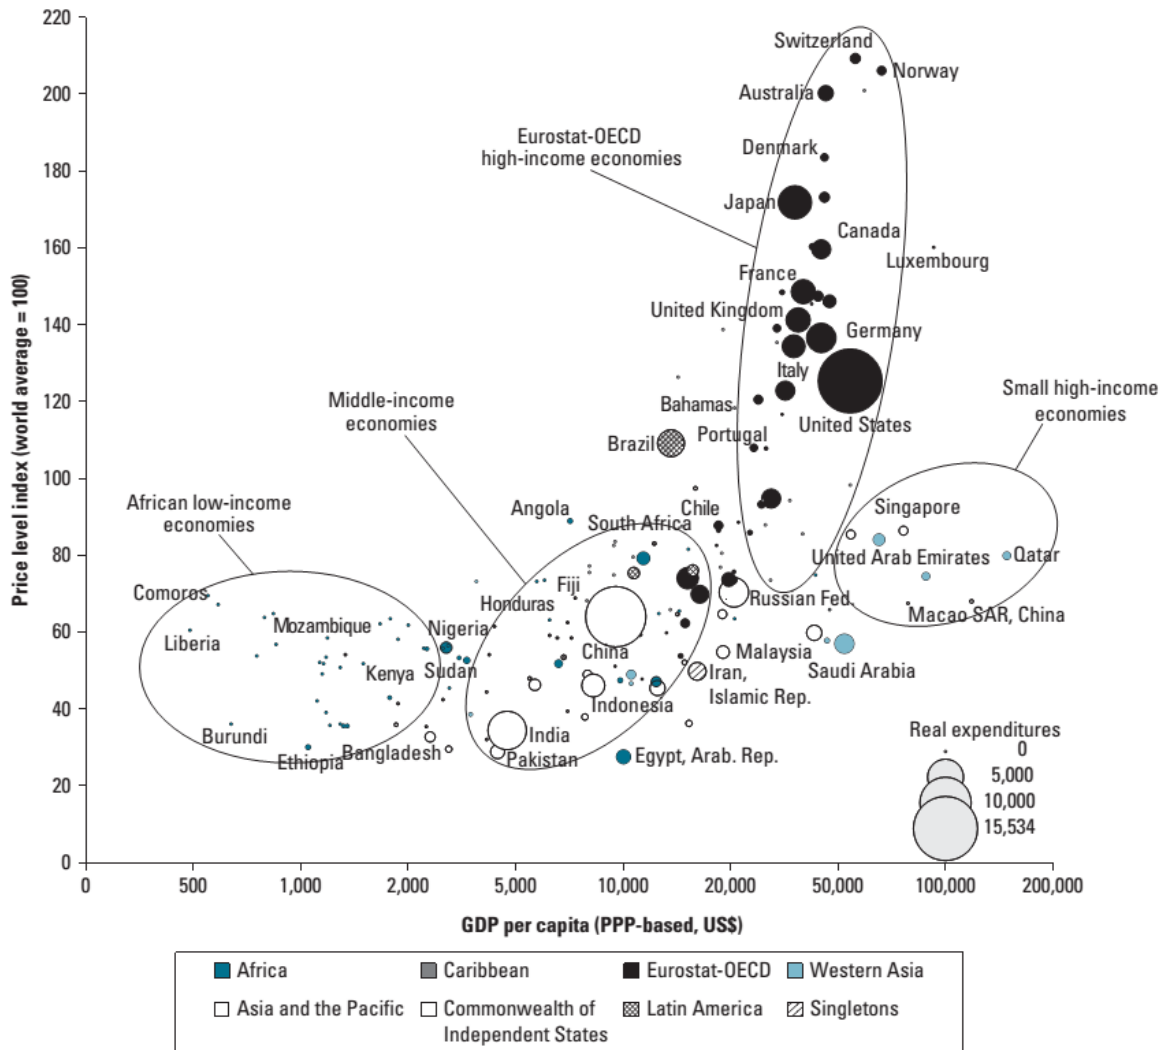 220
200
180
160
140
120
100
80
60
40
20
0
Price level index (world average = 100)
Switzerland
Norway
Australia
Eurostat-OECD
high-income economies
Denmark
Japan
Canada
Luxembourg
France
United Kingdom
Germany
Italy
Middle-income
economies
Small high-income
economies
Bahamas
United States
Brazil
Portugal
African low-income
economies
Angola
South Africa
Chile
Singapore
United Arab Emirates
Qatar
Comoros
Fiji
Honduras
Russian Fed.
Macao SAR, China
Liberia
Mozambique
Nigeria
China
Malaysia
Saudi Arabia
Kenya
Sudan
Iran,
Islamic Rep.
Indonesia
Burundi
India
Ethiopia
Bangladesh
Pakistan
Egypt, Arab. Rep.
Real expenditures
0
5,000
10,000
15,534
0
500
1,000
2,000
5,000
10,000
20,000
50,000
100,000
200,000
GDP per capita (PPP-based, US$)
Africa
Caribbean
Eurostat-OECD
Western Asia
Asia and the Pacific
Commonwealth of
Independent States
Latin America
Singletons